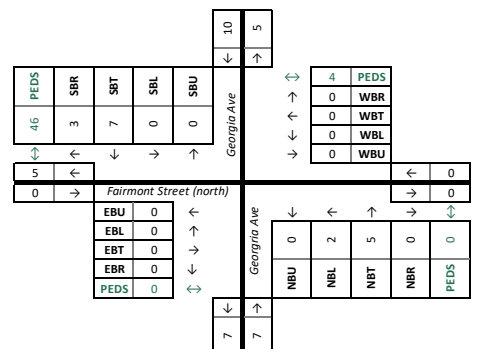 10 5
↓ ↑
PEDS SBR SBT SBL SBU
46 3 7 0 0
↕ ← ↓ → ↑
Georgia Ave
↔ 4 PEDS
↑ 0 WBR
← 0 WBT
↓ 0 WBL
→ 0 WBU
5 ←
0 →
← 0
→ 0
Fairmont Street (north)
EBU 0 ←
EBL 0 ↑
EBT 0 →
EBR 0 ↓
PEDS 0 ↔
Georgria Ave
↓ ← ↑ → ↕
0 2 5 0 0
NBU NBL NBT NBR PEDS
↓ ↑
7 7